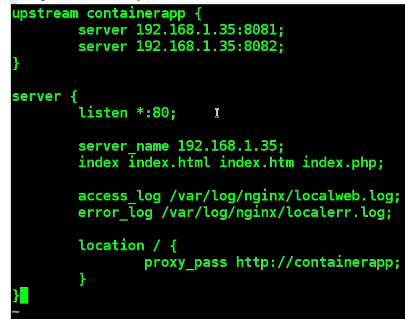 upstream containerapp {
server 192.168.1.35:8081;
server 192.168.1.35:8082;
}
server {
listen *:80;
server_name 192.168.1.35;
index index.html index.htm index.php;
access_log /var/log/nginx/localweb.log;
error_log /var/log/nginx/localerr.log;
location / {
proxy_pass http://containerapp;
}
}
~